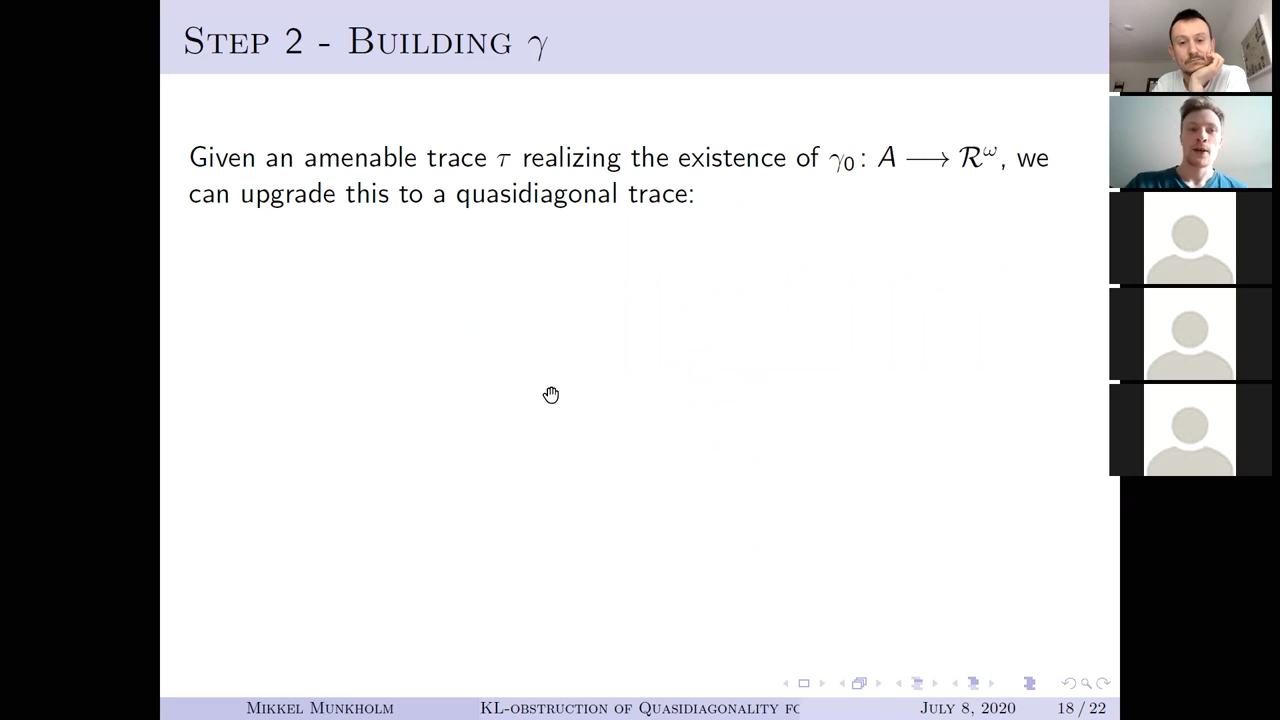 STEP 2 - BUILDING γ
Given an amenable trace τ realizing the existence of γ₀: A ⟶ ℛ^ω, we
can upgrade this to a quasidiagonal trace:
MIKKEL MUNKHOLM KL-OBSTRUCTION OF QUASIDIAGONALITY FO JULY 8, 2020 18 / 22